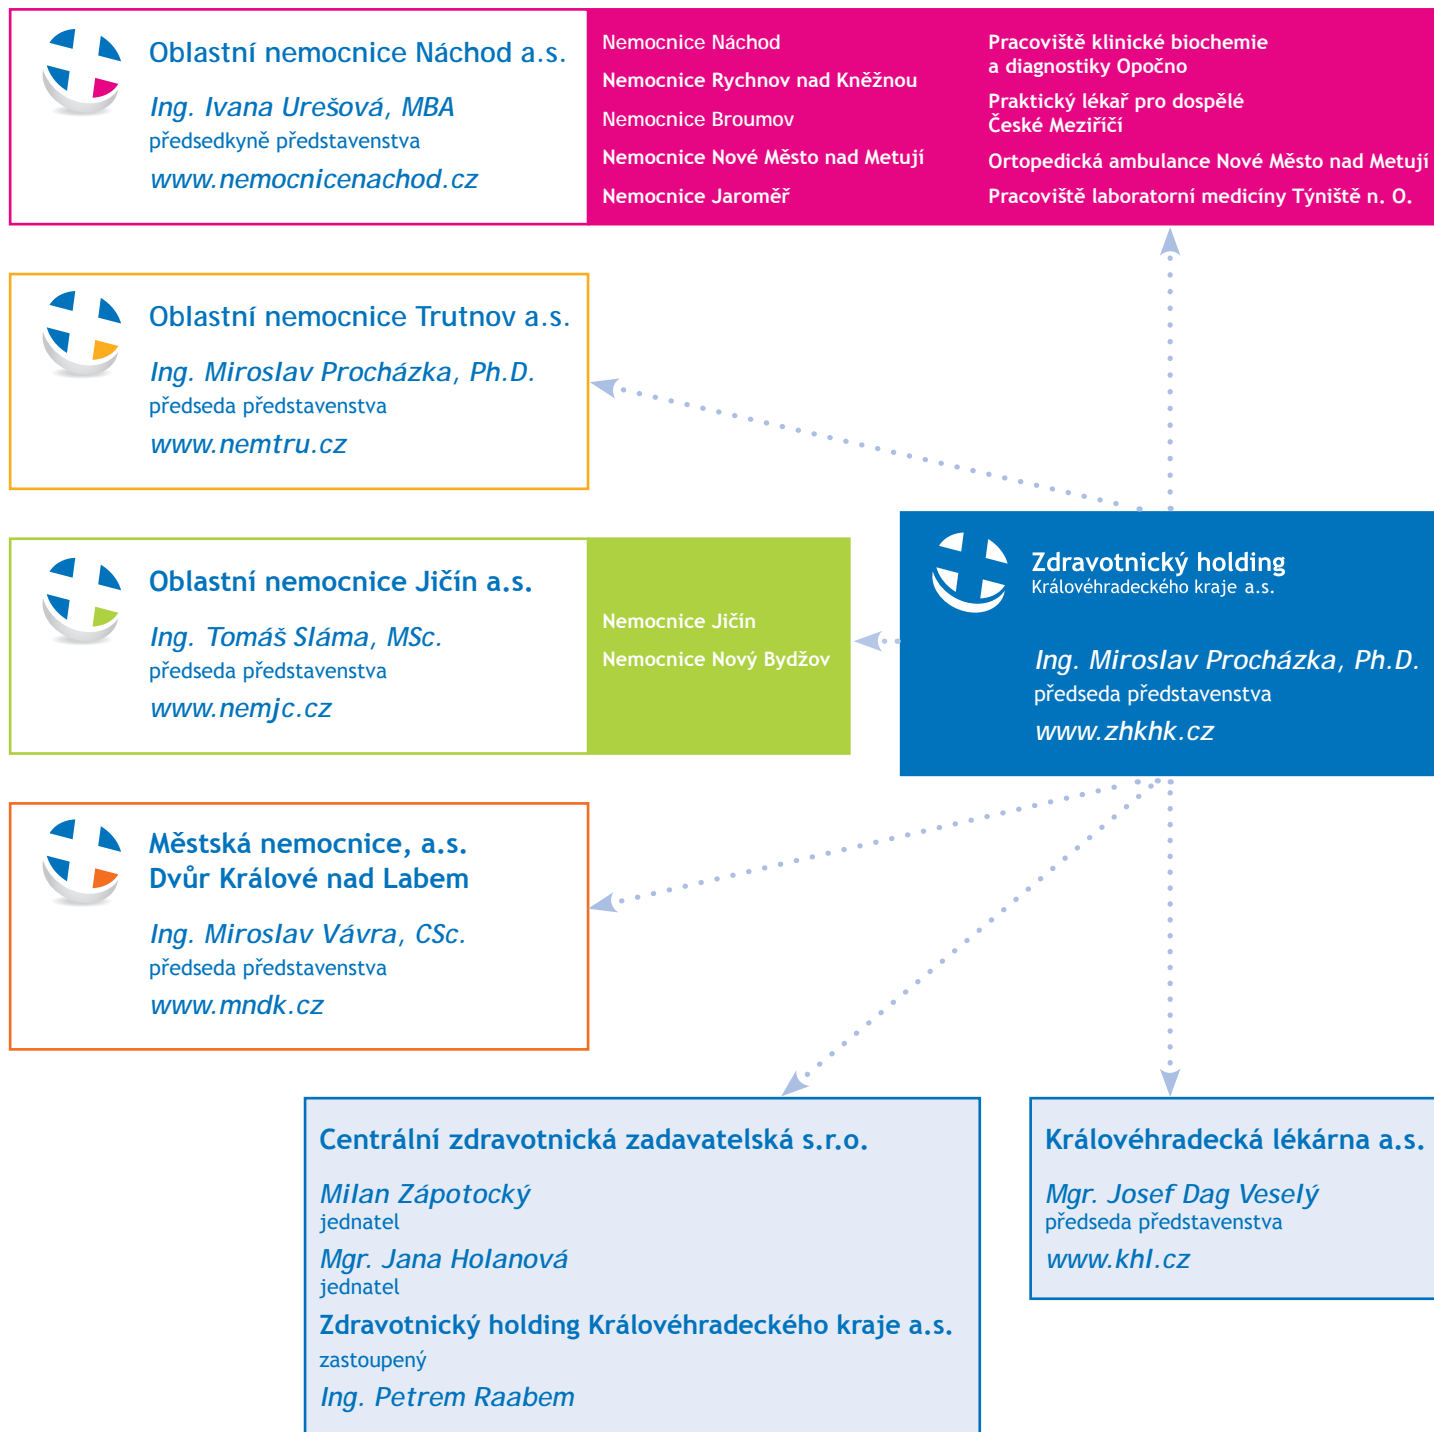 Oblastní nemocnice Náchod a.s.
Ing. Ivana Urešová, MBA
předsedkyně představenstva
www.nemocnicenachod.cz
Nemocnice Náchod
Nemocnice Rychnov nad Kněžnou
Nemocnice Broumov
Nemocnice Nové Město nad Metují
Nemocnice Jaroměř
Pracoviště klinické biochemie
a diagnostiky Opočno
Praktický lékař pro dospělé
České Meziříčí
Ortopedická ambulance Nové Město nad Metují
Pracoviště laboratorní medicíny Týniště n. O.
Oblastní nemocnice Trutnov a.s.
Ing. Miroslav Procházka, Ph.D.
předseda představenstva
www.nemtru.cz
Oblastní nemocnice Jičín a.s.
Ing. Tomáš Sláma, MSc.
předseda představenstva
www.nemjc.cz
Nemocnice Jičín
Nemocnice Nový Bydžov
Zdravotnický holding
Královéhradeckého kraje a.s.
Ing. Miroslav Procházka, Ph.D.
předseda představenstva
www.zhkhk.cz
Městská nemocnice, a.s.
Dvůr Králové nad Labem
Ing. Miroslav Vávra, CSc.
předseda představenstva
www.mndk.cz
Centrální zdravotnická zadavatelská s.r.o.
Milan Zápotocký
jednatel
Mgr. Jana Holanová
jednatel
Zdravotnický holding Královéhradeckého kraje a.s.
zastoupený
Ing. Petrem Raabem
Královéhradecká lékárna a.s.
Mgr. Josef Dag Veselý
předseda představenstva
www.khl.cz